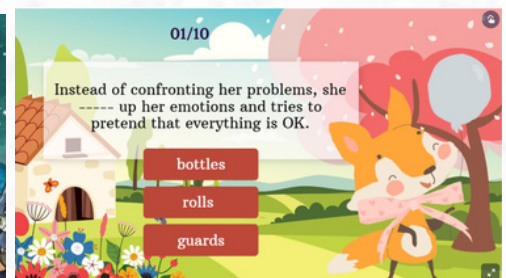 01/10
Instead of confronting her problems, she
----- up her emotions and tries to
pretend that everything is OK.
bottles
rolls
guards